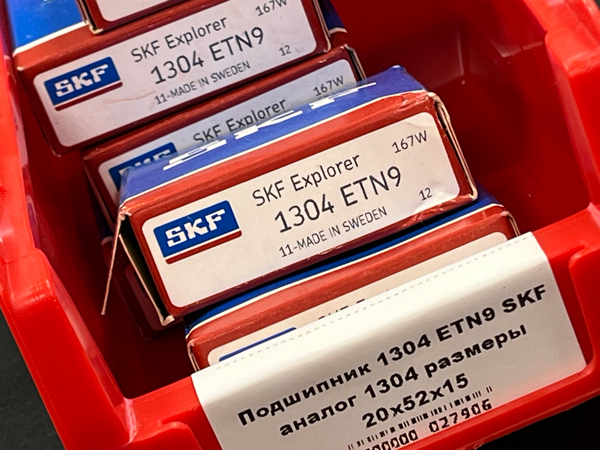 167W
SKF Explorer
1304 ETN9
SKF
12
11-MADE IN SWEDEN
167W
SKF Explorer
SKF
167W
SKF Explorer
1304 ETN9
SKF
12
11-MADE IN SWEDEN
Подшипник 1304 ETN9 SKF
аналог 1304 размеры
20x52x15
027906